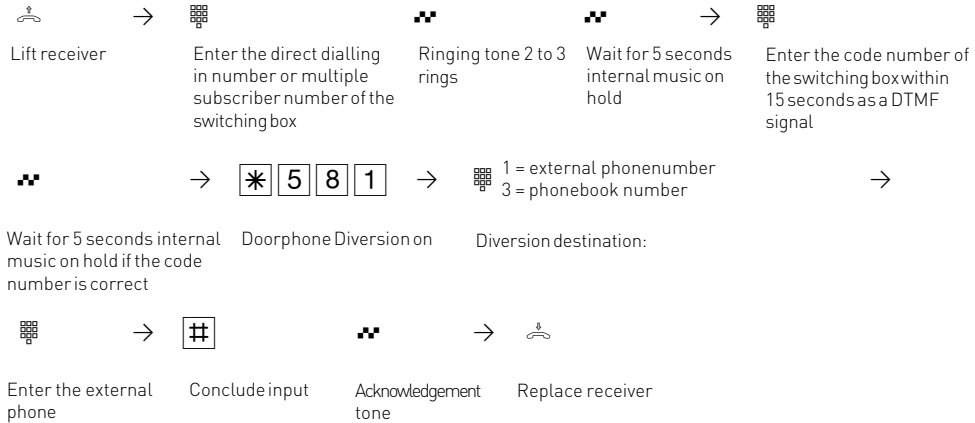 Lift receiver
Enter the direct dialling
in number or multiple
subscriber number of the
switching box
Ringing tone 2 to 3
rings
Wait for 5 seconds
internal music on
hold
Enter the code number of
the switching box within
15 seconds as a DTMF
signal
* 5 8 1
1 = external phonenumber
3 = phonebook number
Wait for 5 seconds internal
music on hold if the code
number is correct
Doorphone Diversion on
Diversion destination:
#
Enter the external
phone
Conclude input
Acknowledgement
tone
Replace receiver